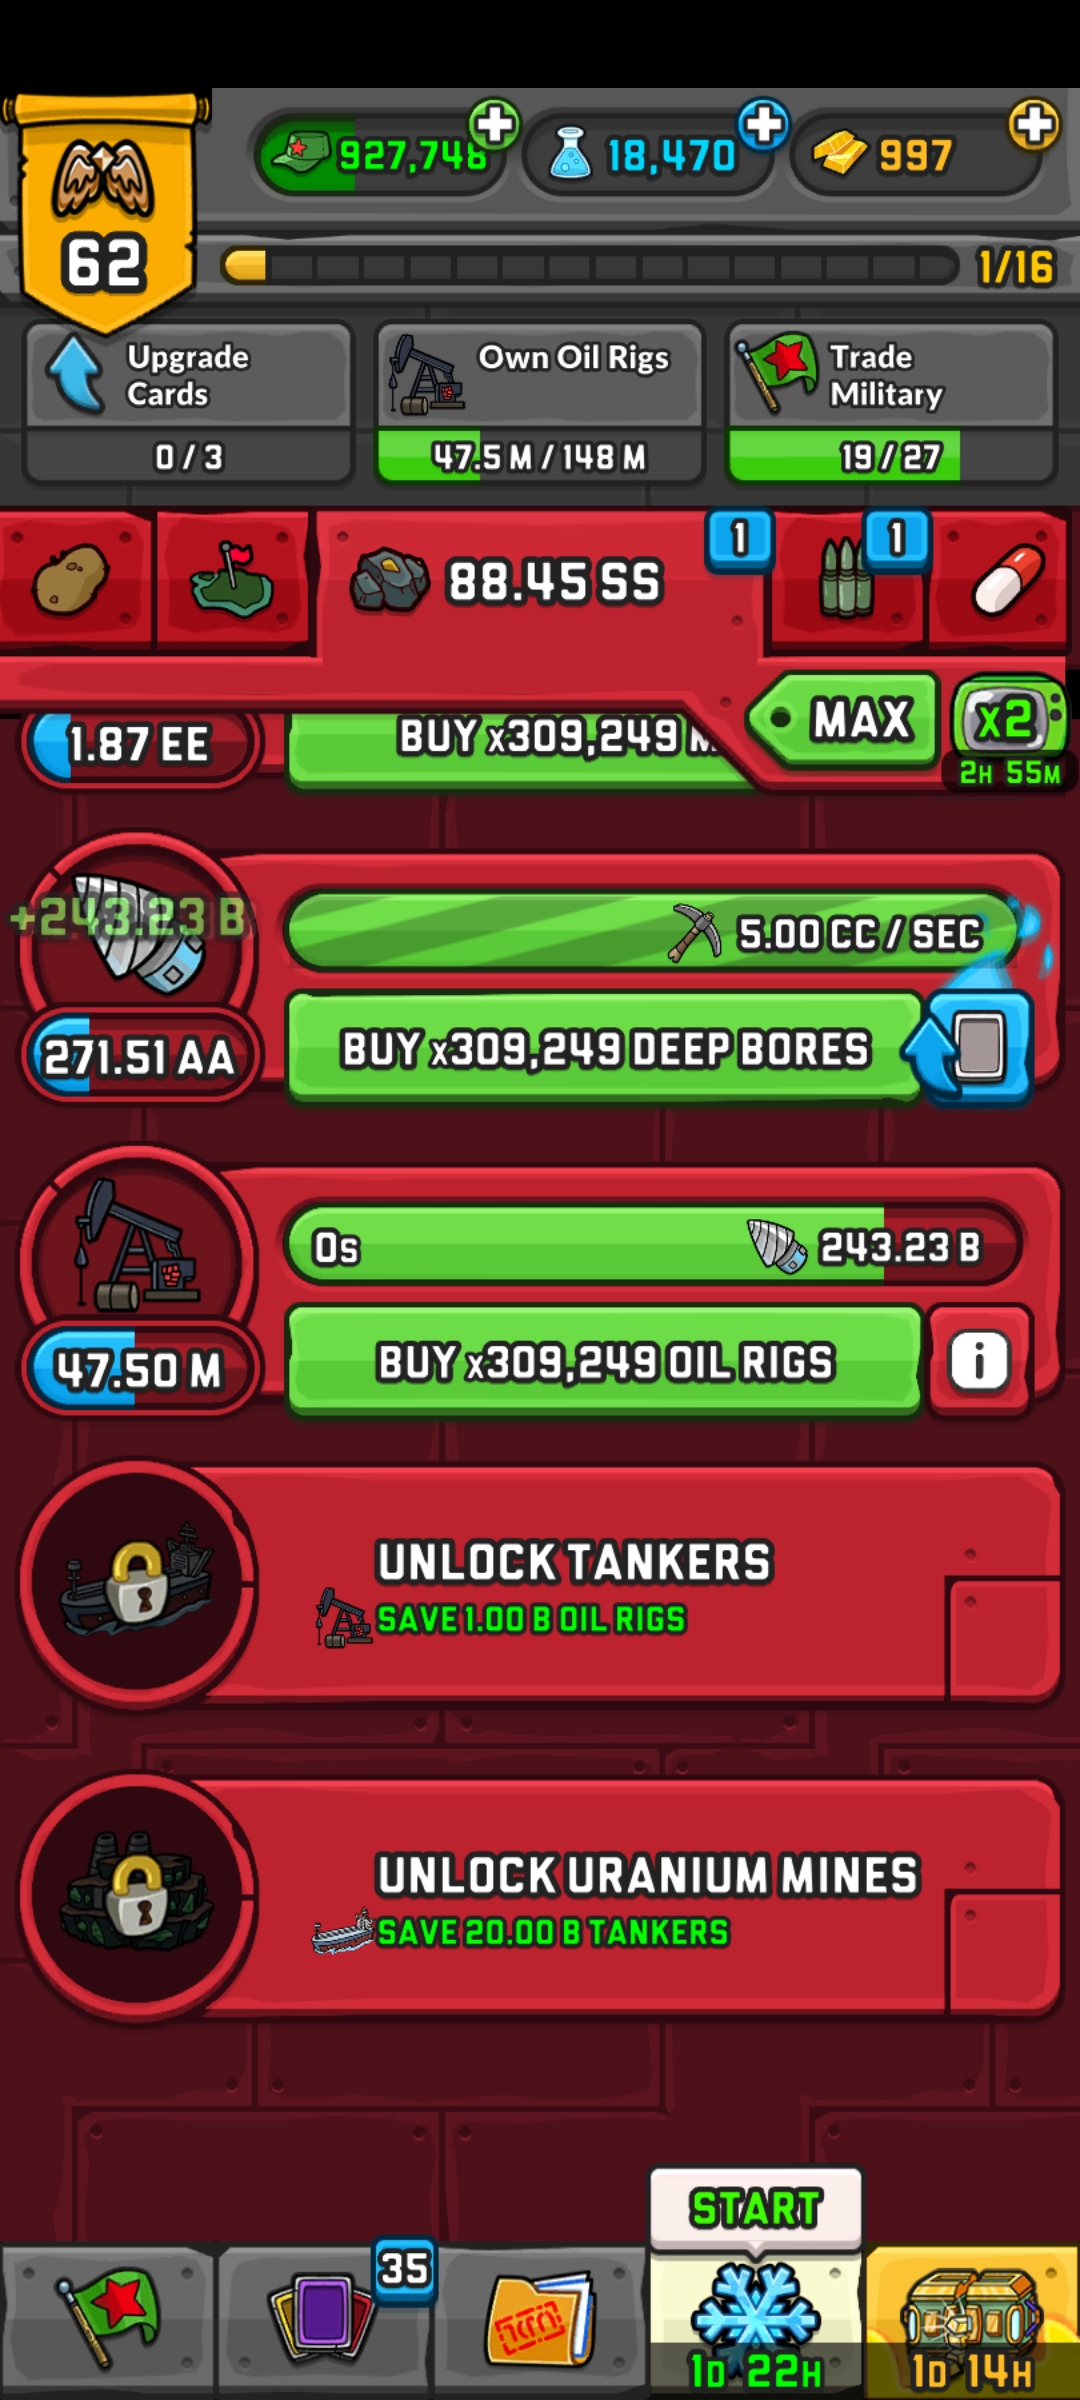 62
927,748
18,470
997
1/16
Upgrade
Cards
0 / 3
Own Oil Rigs
47.5 M / 148 M
Trade
Military
19 / 27
88.45 SS
1
1
MAX
x2
2H 55M
1.87 EE
BUY x309,249
+243.23 B
5.00 CC / SEC
271.51 AA
BUY x309,249 DEEP BORES
0s
243.23 B
47.50 M
BUY x309,249 OIL RIGS
i
UNLOCK TANKERS
SAVE 1.00 B OIL RIGS
UNLOCK URANIUM MINES
SAVE 20.00 B TANKERS
START
35
1D 22H
1D 14H